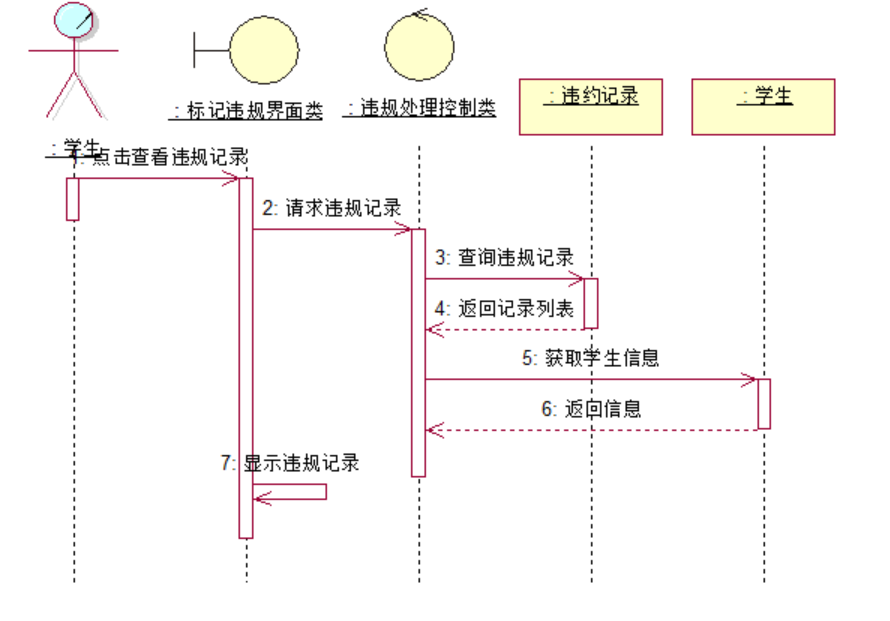 : 标记违规界面类
: 违规处理控制类
: 违约记录
: 学生
: 学生
1: 点击查看违规记录
2: 请求违规记录
3: 查询违规记录
4: 返回记录列表
5: 获取学生信息
6: 返回信息
7: 显示违规记录